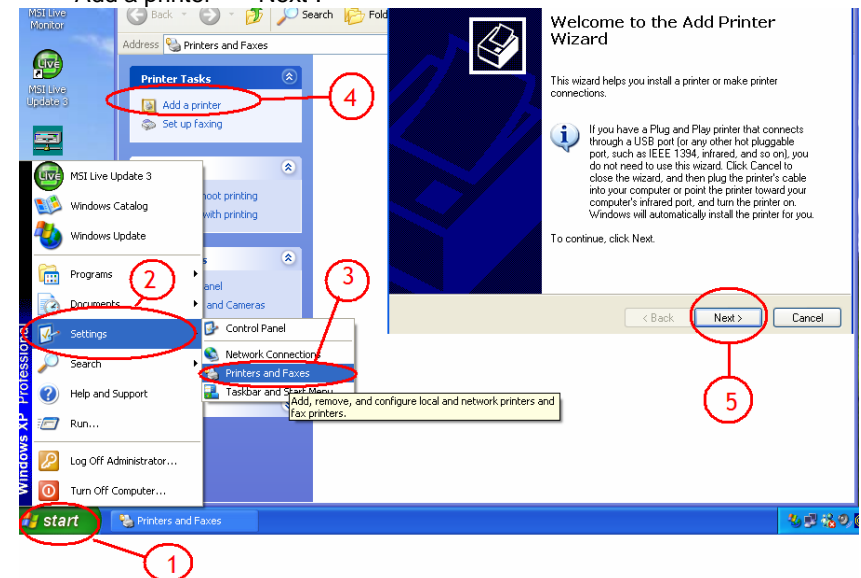 Add a printer
Next
MSI Live
Monitor
MSI Live
Update 3
Back
Search
Fold
Address
Printers and Faxes
Printer Tasks
Add a printer
Set up faxing
4
hoot printing
with printing
s
anel
and Cameras
MSI Live Update 3
Windows Catalog
Windows Update
Programs
2
Documents
Settings
Search
Help and Support
Run...
Log Off Administrator...
Turn Off Computer...
Windows XP Professional
3
Control Panel
Network Connections
Printers and Faxes
Taskbar and Start Menu
Add, remove, and configure local and network printers and
fax printers.
start
Printers and Faxes
1
Welcome to the Add Printer
Wizard
This wizard helps you install a printer or make printer
connections.
If you have a Plug and Play printer that connects
through a USB port (or any other hot pluggable
port, such as IEEE 1394, infrared, and so on), you
do not need to use this wizard. Click Cancel to
close the wizard, and then plug the printer's cable
into your computer or point the printer toward your
computer's infrared port, and turn the printer on.
Windows will automatically install the printer for you.
To continue, click Next.
< Back
Next >
Cancel
5